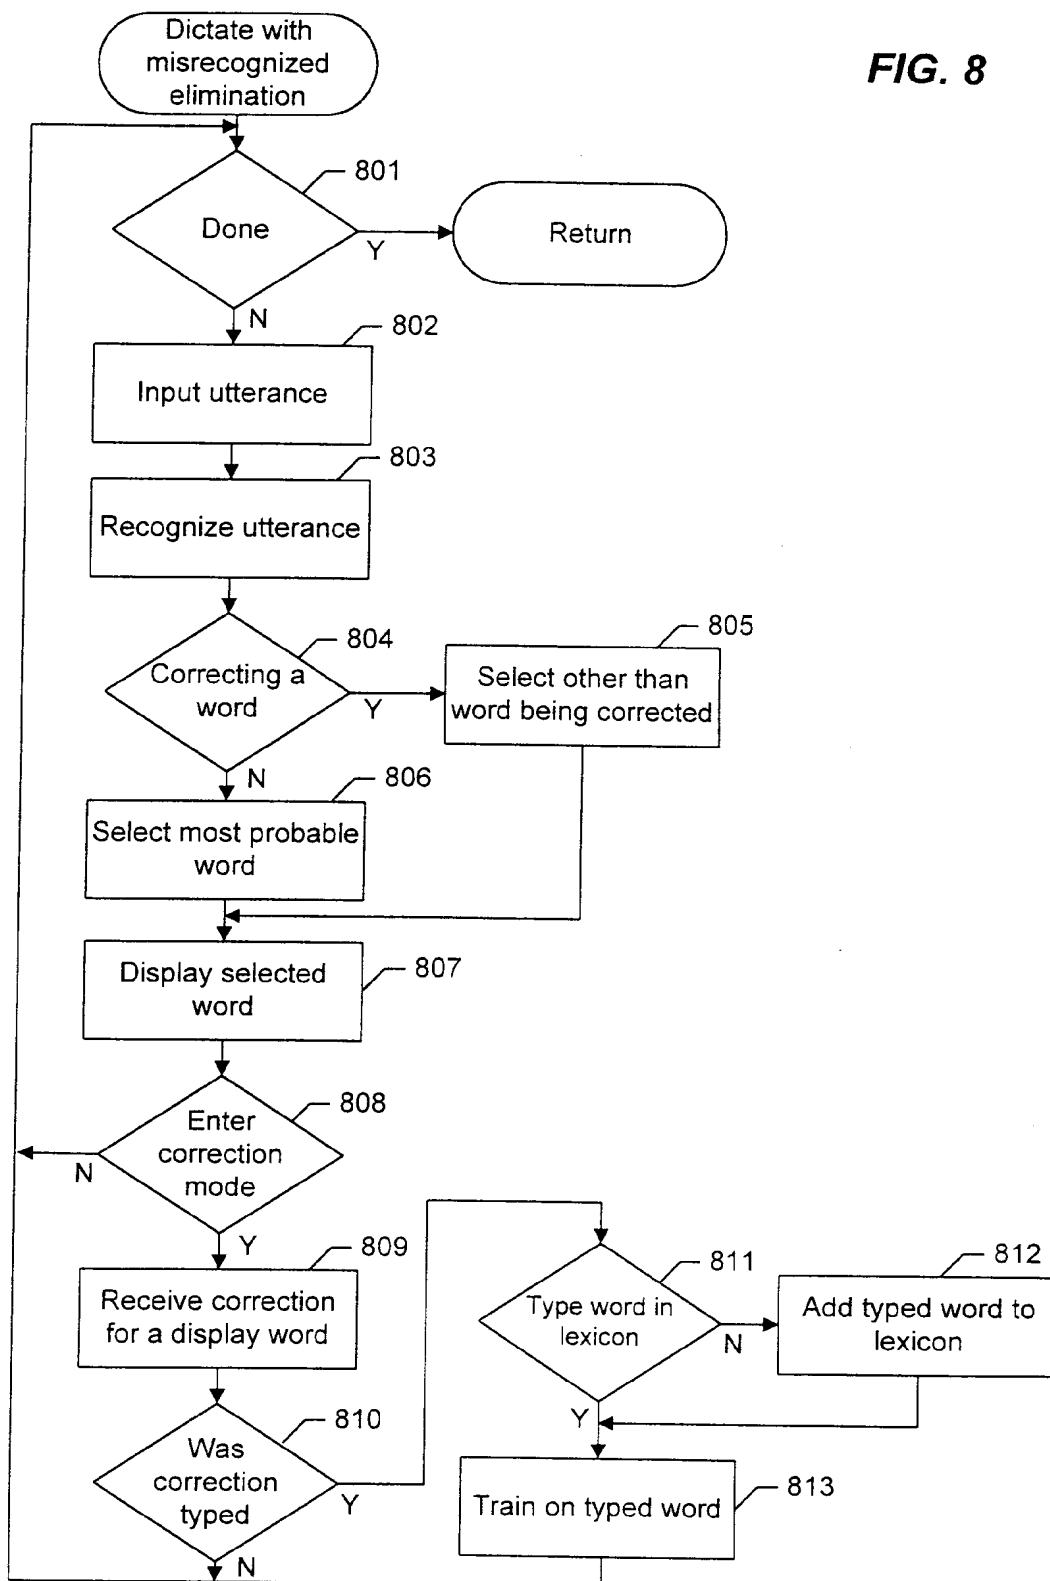 Dictate with
misrecognized
elimination
FIG. 8
801
Done
Y
Return
N
802
Input utterance
803
Recognize utterance
804
Correcting a
word
Y
805
Select other than
word being corrected
N
806
Select most probable
word
Display selected
word
807
808
Enter
correction
mode
N
Y
809
Receive correction
for a display word
810
Was
correction
typed
Y
N
811
Type word in
lexicon
N
812
Add typed word to
lexicon
Y
Train on typed word
813